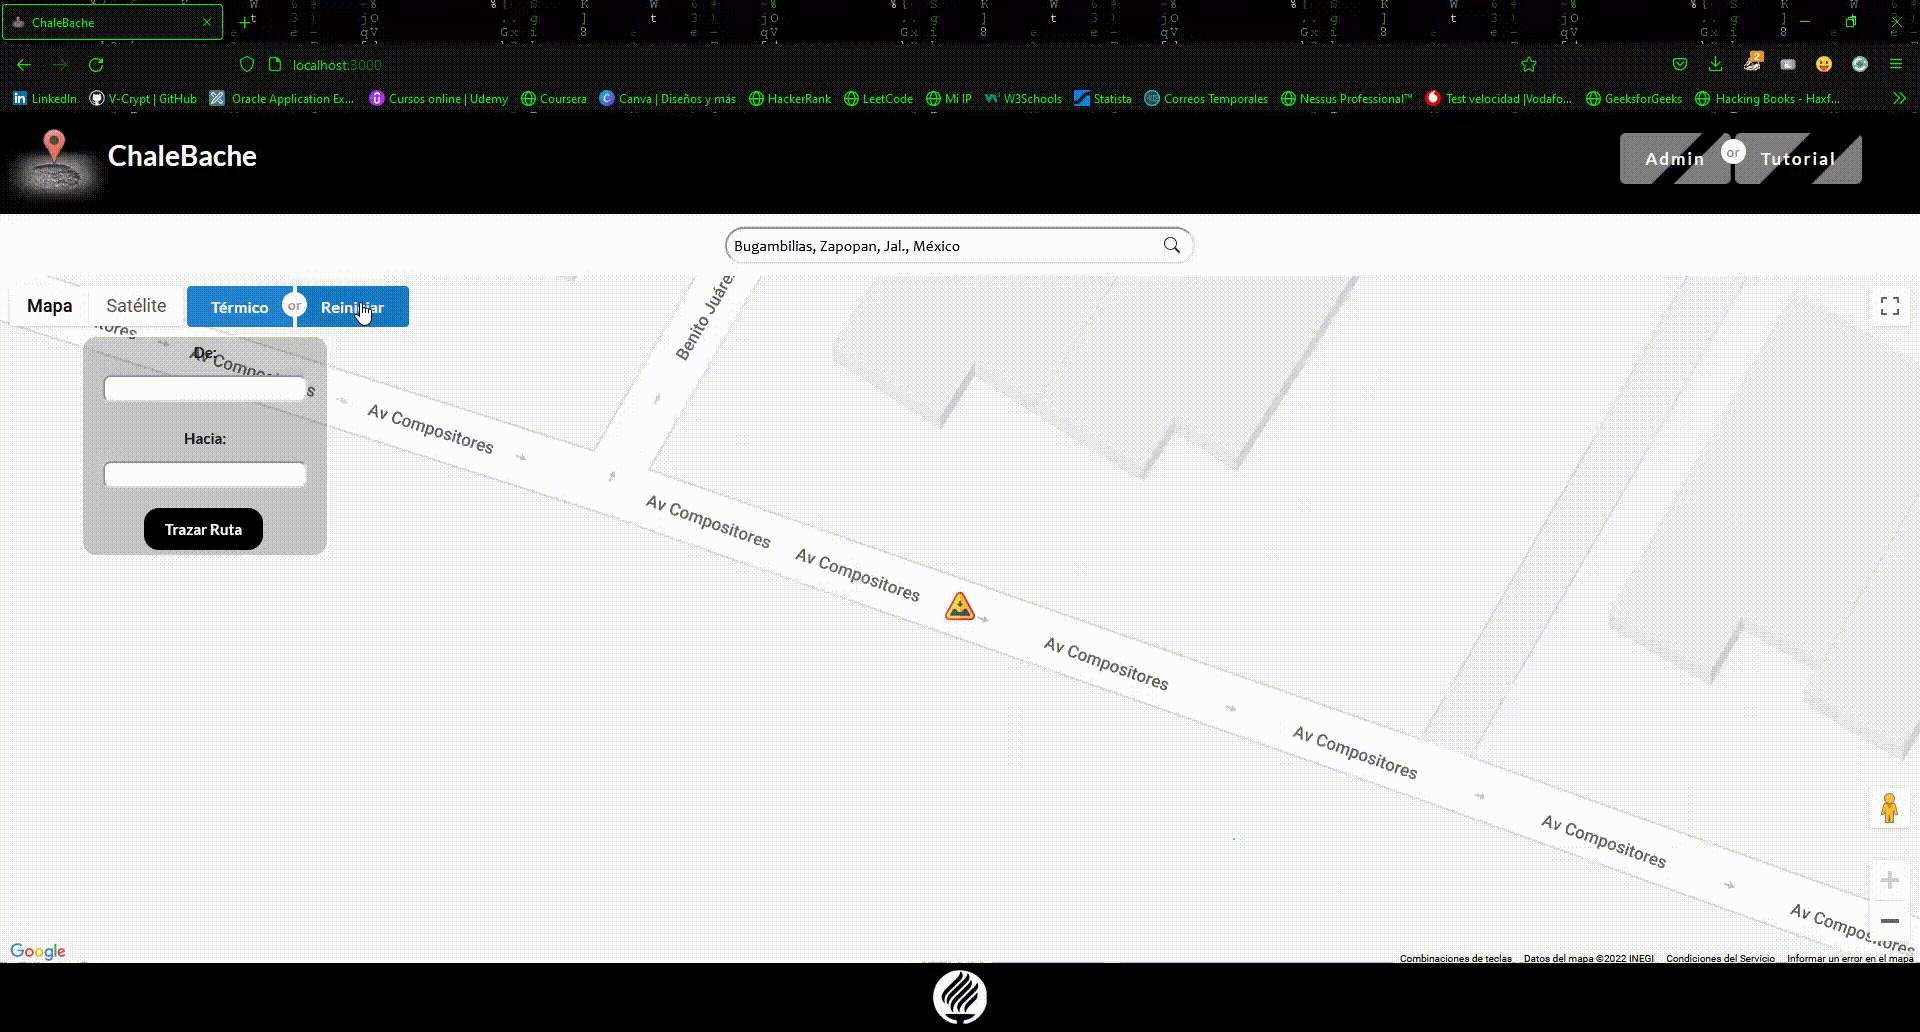 ChaleBache
localhost:3000
LinkedIn
V-Crypt | GitHub
Oracle Application Ex...
Cursos online | Udemy
Coursera
Canva | Diseños y más
HackerRank
LeetCode
Mi IP
W3Schools
Statista
Correos Temporales
Nessus Professional™
Test velocidad |Vodafo...
GeeksforGeeks
Hacking Books - Haxf...
2
ChaleBache
Admin
or
Tutorial
Bugambilias, Zapopan, Jal., México
Mapa
Satélite
Térmico
or
Reiniciar
De:
Hacia:
Trazar Ruta
Benito Juáre
Av Compositores
Av Compositores
Av Compositores
Av Compositores
Av Compositores
Av Compositores
Av Compositores
Google
Combinaciones de teclas
Datos del mapa ©2022 INEGI
Condiciones del Servicio
Informar un error en el mapa